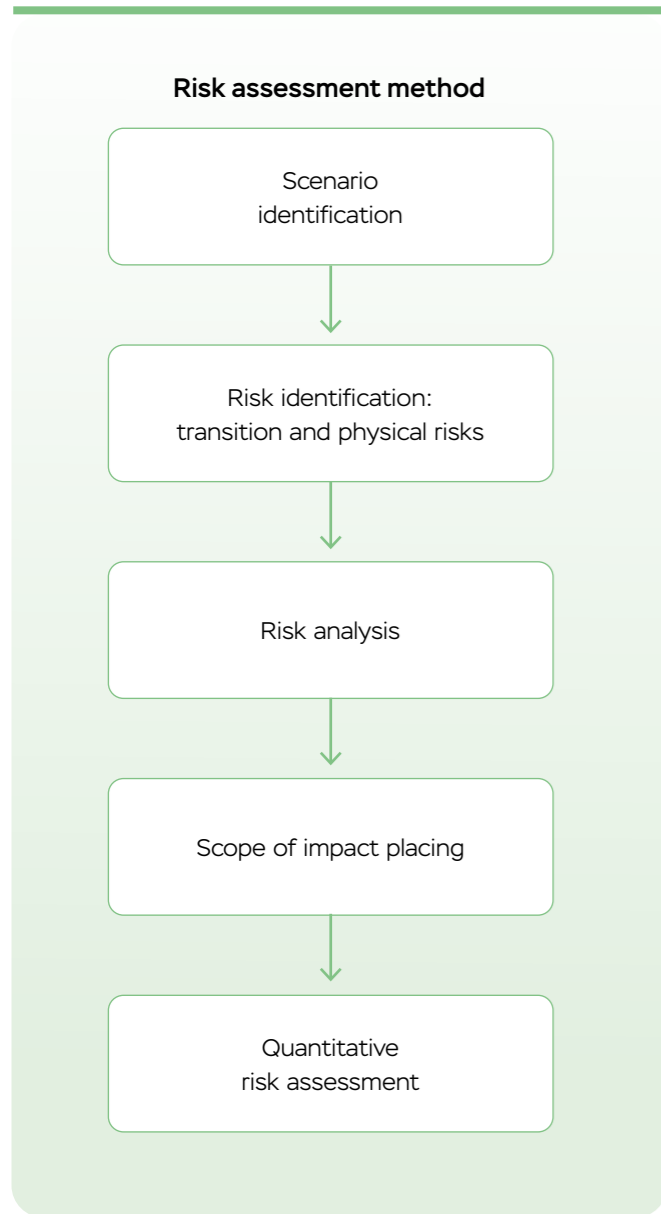 Risk assessment method
Scenario
identification
Risk identification:
transition and physical risks
Risk analysis
Scope of impact placing
Quantitative
risk assessment